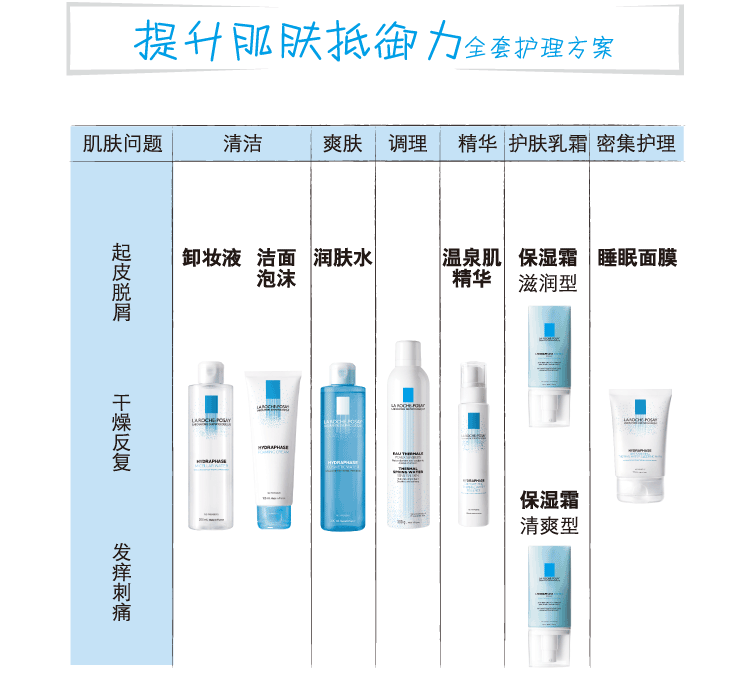 提升肌肤抵御力全套护理方案
肌肤问题 清洁 爽肤 调理 精华 护肤乳霜 密集护理
起皮脱屑
干燥反复
发痒刺痛
卸妆液
洁面
泡沫
润肤水
温泉肌
精华
保湿霜
滋润型
睡眠面膜
保湿霜
清爽型
LA ROCHE-POSAY
HYDRAPHASE
LA ROCHE-POSAY
HYDRAPHASE
LA ROCHE-POSAY
HYDRAPHASE
LA ROCHE-POSAY
EAU THERMALE
THERMAL
SPRING WATER
LA ROCHE-POSAY
HYDRAPHASE
LA ROCHE-POSAY
LA ROCHE-POSAY
HYDRAPHASE
LA ROCHE-POSAY